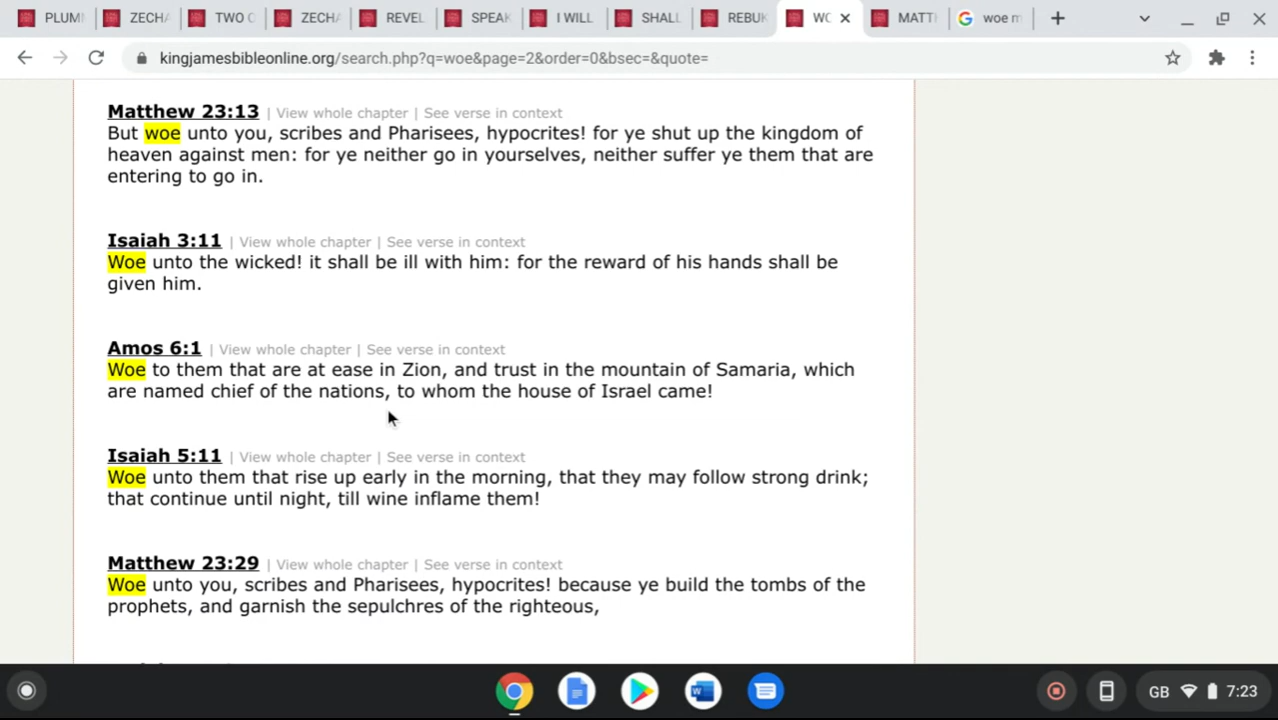 PLUM
ZECHA
TWO C
ZECHA
REVEL
SPEAK
I WILL
SHALL
REBUK
WO
MATT
woe m
kingjamesbibleonline.org/search.php?q=woe&page=2&order=0&bsec=&quote=
Matthew 23:13 | View whole chapter | See verse in context
But woe unto you, scribes and Pharisees, hypocrites! for ye shut up the kingdom of
heaven against men: for ye neither go in yourselves, neither suffer ye them that are
entering to go in.
Isaiah 3:11 | View whole chapter | See verse in context
Woe unto the wicked! it shall be ill with him: for the reward of his hands shall be
given him.
Amos 6:1 | View whole chapter | See verse in context
Woe to them that are at ease in Zion, and trust in the mountain of Samaria, which
are named chief of the nations, to whom the house of Israel came!
Isaiah 5:11 | View whole chapter | See verse in context
Woe unto them that rise up early in the morning, that they may follow strong drink;
that continue until night, till wine inflame them!
Matthew 23:29 | View whole chapter | See verse in context
Woe unto you, scribes and Pharisees, hypocrites! because ye build the tombs of the
prophets, and garnish the sepulchres of the righteous,
GB 7:23